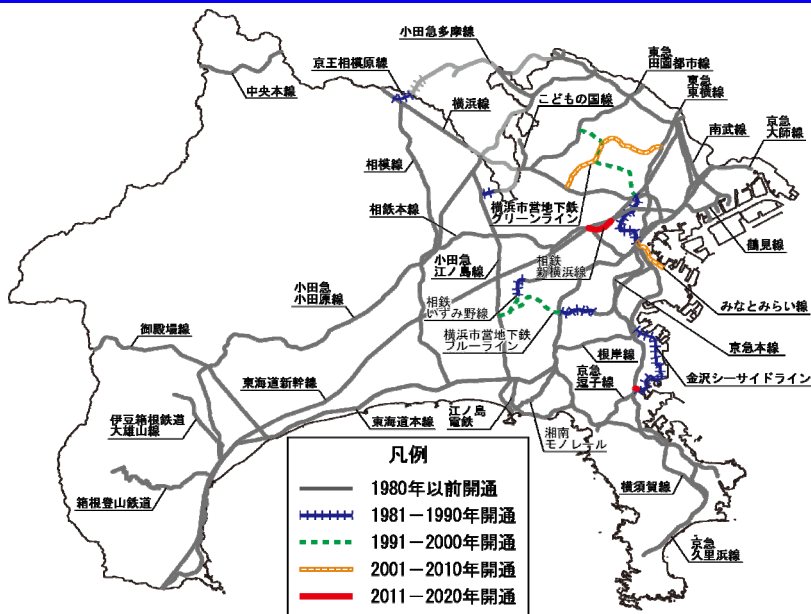 小田急多摩線
京王相模原線
中央本線
横浜線
こどもの国線
東急
田園都市線
東急
東横線
南武線
京急
大師線
相模線
横浜市営地下鉄
グリーンライン
相鉄本線
鶴見線
小田急
江ノ島線
相鉄
新横浜線
みなとみらい線
小田急
小田原線
相鉄
いずみ野線
横浜市営地下鉄
ブルーライン
京急本線
御殿場線
根岸線
金沢シーサイドライン
東海道新幹線
京急
逗子線
伊豆箱根鉄道
大雄山線
東海道本線
江ノ島
電鉄
湘南
モノレール
箱根登山鉄道
横須賀線
京急
久里浜線
凡例
1980年以前開通
1981－1990年開通
1991－2000年開通
2001－2010年開通
2011－2020年開通